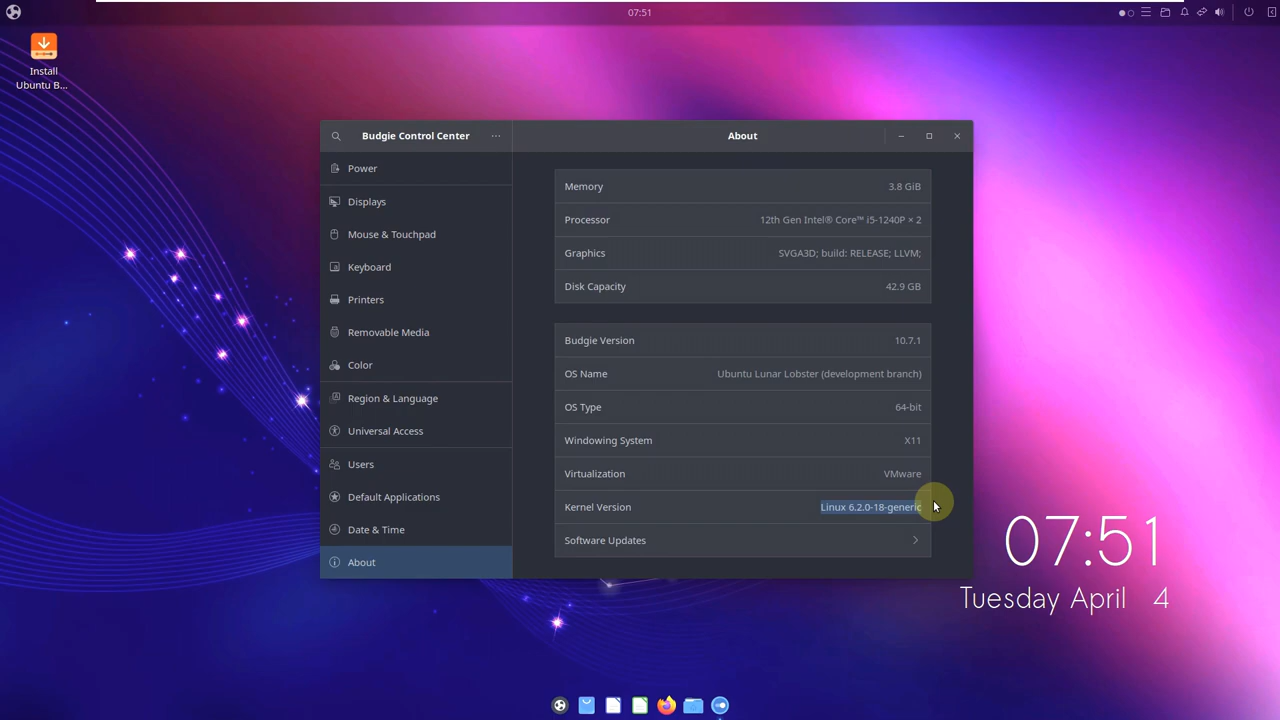 07:51
Install
Ubuntu B...
Budgie Control Center
About
Power
Displays
Mouse & Touchpad
Keyboard
Printers
Removable Media
Color
Region & Language
Universal Access
Users
Default Applications
Date & Time
About
Memory 3.8 GiB
Processor 12th Gen Intel® Core™ i5-1240P × 2
Graphics SVGA3D; build: RELEASE; LLVM;
Disk Capacity 42.9 GB
Budgie Version 10.7.1
OS Name Ubuntu Lunar Lobster (development branch)
OS Type 64-bit
Windowing System X11
Virtualization VMware
Kernel Version Linux 6.2.0-18-generic
Software Updates
07:51
Tuesday April 4